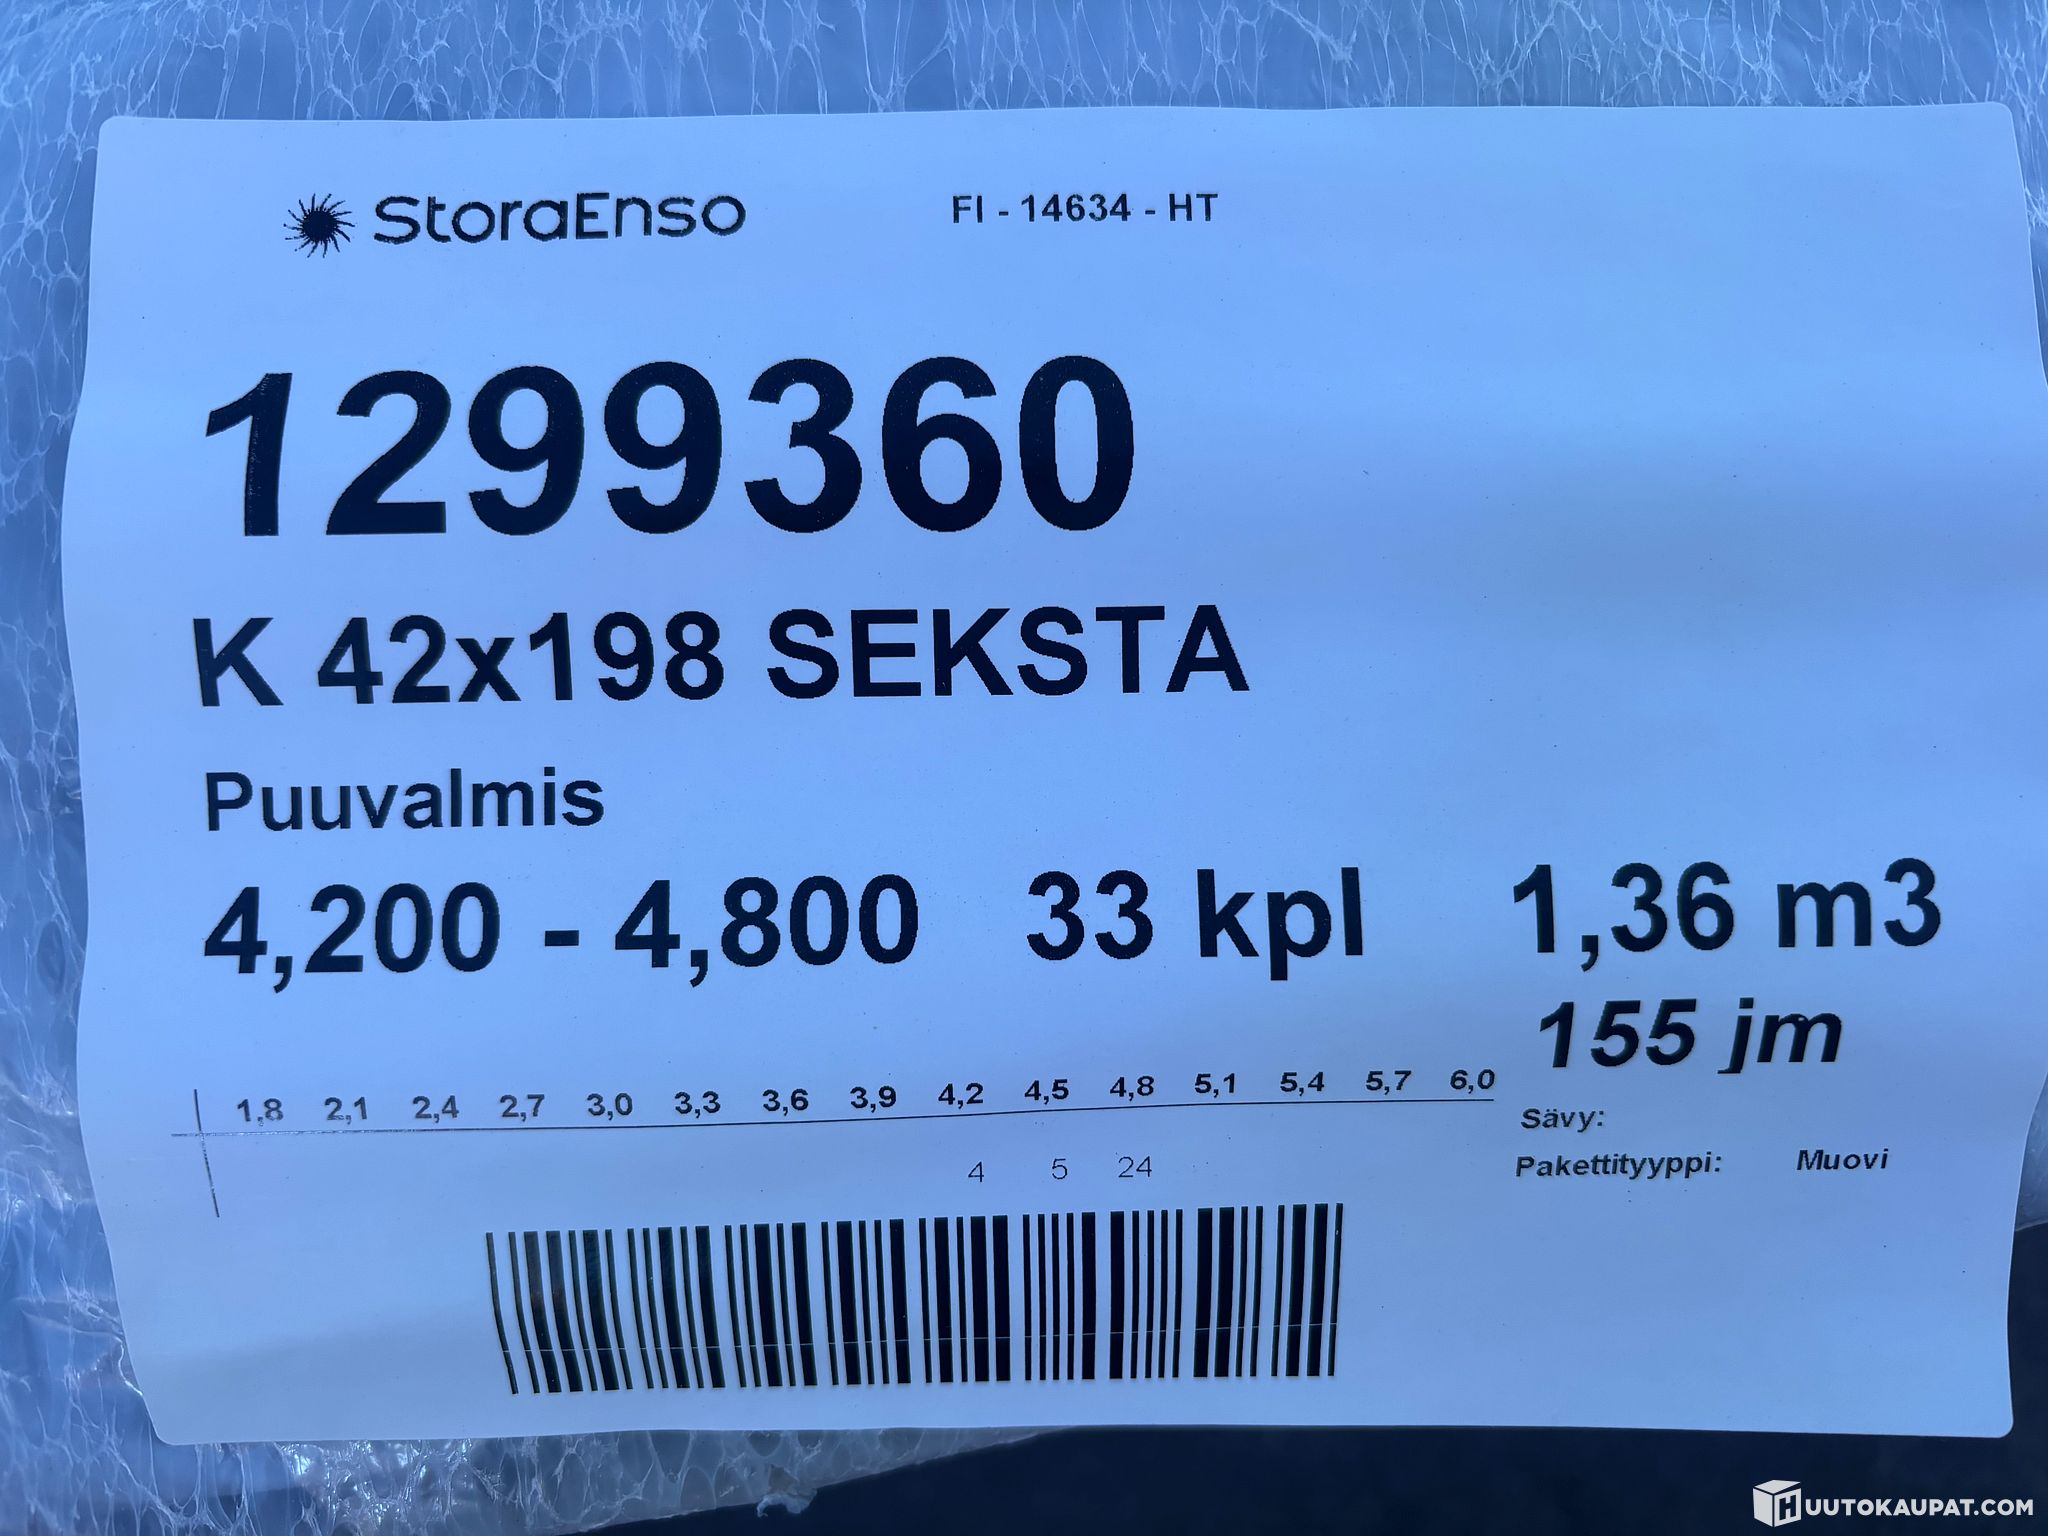 StoraEnso FI - 14634 - HT
1299360
K 42x198 SEKSTA
Puuvalmis
4,200 - 4,800 33 kpl 1,36 m3
155 jm
1,8 2,1 2,4 2,7 3,0 3,3 3,6 3,9 4,2 4,5 4,8 5,1 5,4 5,7 6,0
Sävy:
4 5 24
Pakettityyppi: Muovi
HUUTOKAUPAT.COM